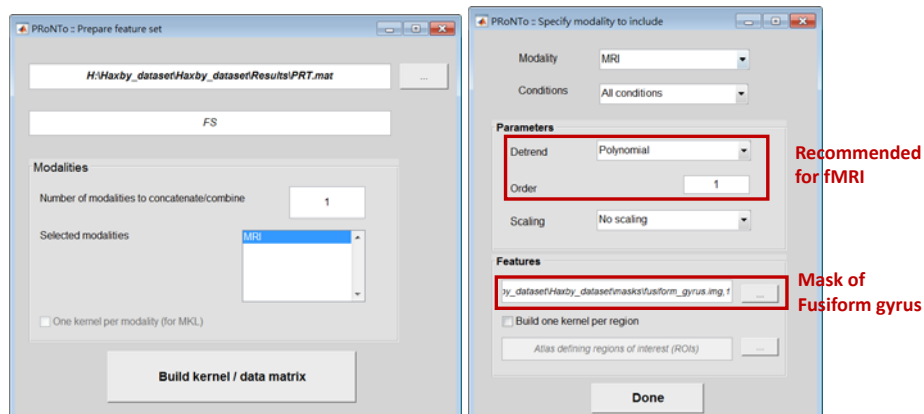 PRoNTo :: Prepare feature set
H:\Haxby_dataset\Haxby_dataset\Results\PRT.mat
...
FS
Modalities
Number of modalities to concatenate/combine
1
Selected modalities
MRI
One kernel per modality (for MKL)
Build kernel / data matrix
PRoNTo :: Specify modality to include
Modality
MRI
Conditions
All conditions
Parameters
Detrend
Polynomial
Order
1
Scaling
No scaling
Recommended
for fMRI
Features
by_dataset\Haxby_dataset\masks\fusiform_gyrus.img,1
...
Mask of
Fusiform gyrus
Build one kernel per region
Atlas defining regions of interest (ROIs)
...
Done